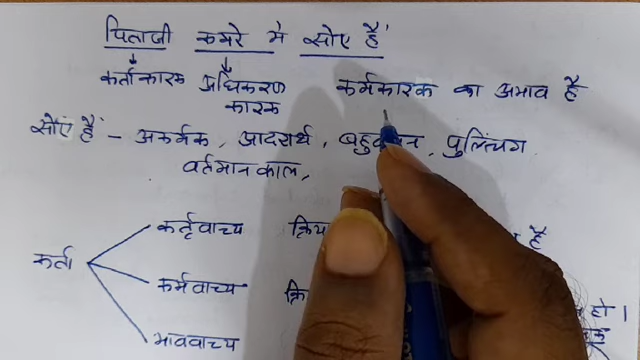 पिताजी कमरे में सोए हैं
कर्ताकारक अधिकरण कारक कर्मकारक का अभाव है
सोए हैं - अकर्मक, आदरार्थ, बहुवचन, पुल्लिंग
वर्तमान काल,
कर्तृवाच्य
कर्ता कर्मवाच्य
भाववाच्य
है
हो।